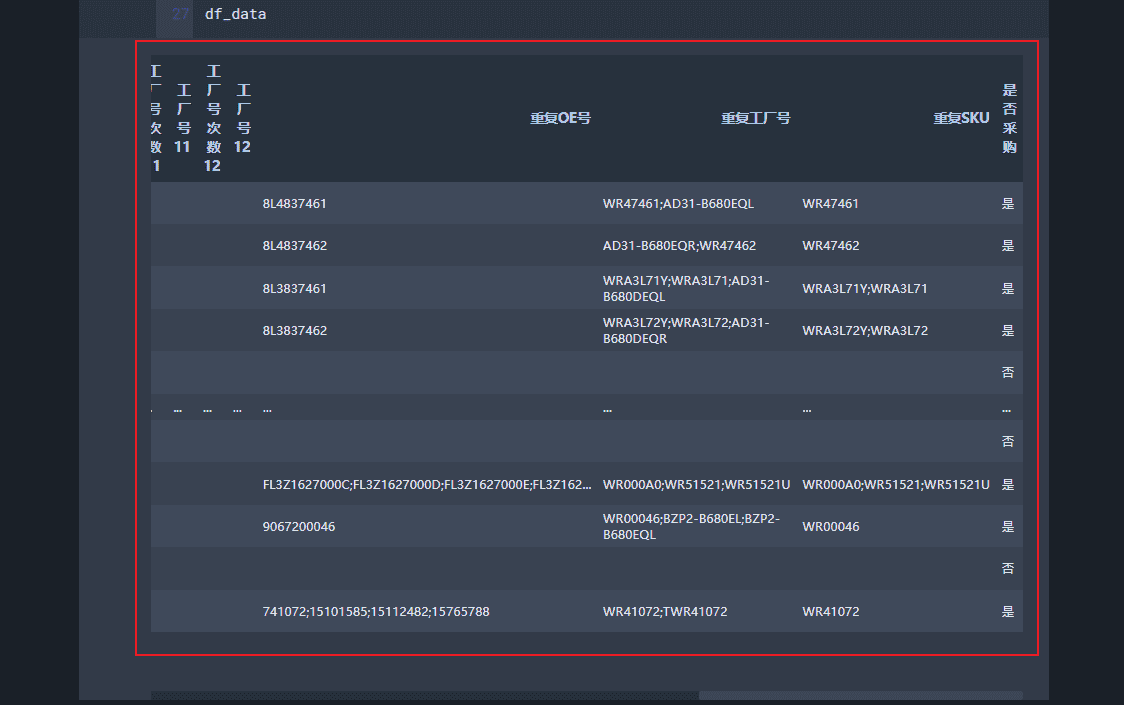 27 df_data
工厂号次数1 工厂号11 工厂号次数12 工厂号12 重复OE号 重复工厂号 重复SKU 是否采购
8L4837461 WR47461;AD31-B680EQL WR47461 是
8L4837462 AD31-B680EQR;WR47462 WR47462 是
8L3837461 WRA3L71Y;WRA3L71;AD31-B680DEQL WRA3L71Y;WRA3L71 是
8L3837462 WRA3L72Y;WRA3L72;AD31-B680DEQR WRA3L72Y;WRA3L72 是
否
... ... ... ... ... ... ...
否
FL3Z1627000C;FL3Z1627000D;FL3Z1627000E;FL3Z162... WR000A0;WR51521;WR51521U WR000A0;WR51521;WR51521U 是
9067200046 WR00046;BZP2-B680EL;BZP2-B680EQL WR00046 是
否
741072;15101585;15112482;15765788 WR41072;TWR41072 WR41072 是